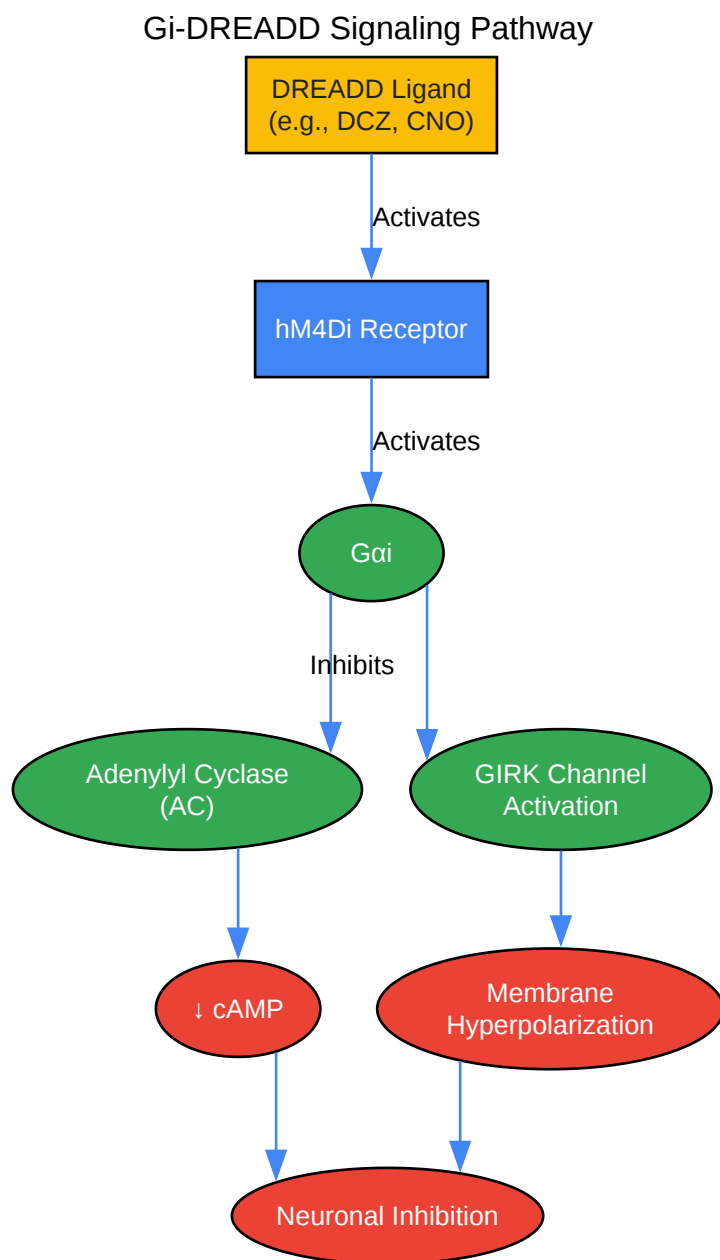 Gi-DREADD Signaling Pathway
DREADD Ligand
(e.g., DCZ, CNO)
Activates
hM4Di Receptor
Activates
Gαi
Inhibits
Adenylyl Cyclase
(AC)
GIRK Channel
Activation
↓ cAMP
Membrane
Hyperpolarization
Neuronal Inhibition